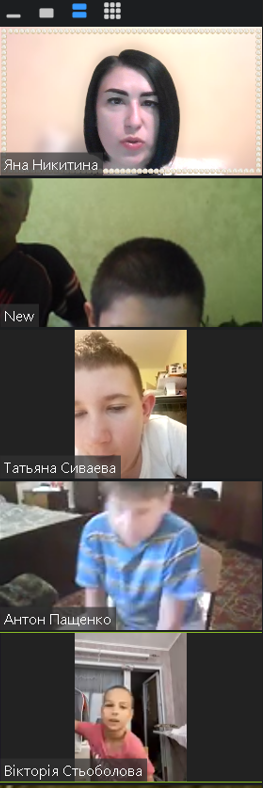 Яна Никитина
New
Татьяна Сиваева
Антон Пащенко
Вікторія Стьоболова